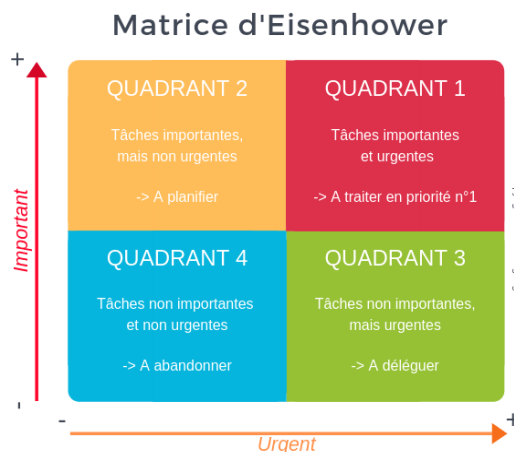 Matrice d'Eisenhower
+
Important
-
QUADRANT 2
Tâches importantes,
mais non urgentes
-> A planifier
QUADRANT 1
Tâches importantes
et urgentes
-> A traiter en priorité n°1
QUADRANT 4
Tâches non importantes
et non urgentes
-> A abandonner
QUADRANT 3
Tâches non importantes,
mais urgentes
-> A déléguer
-
Urgent
+